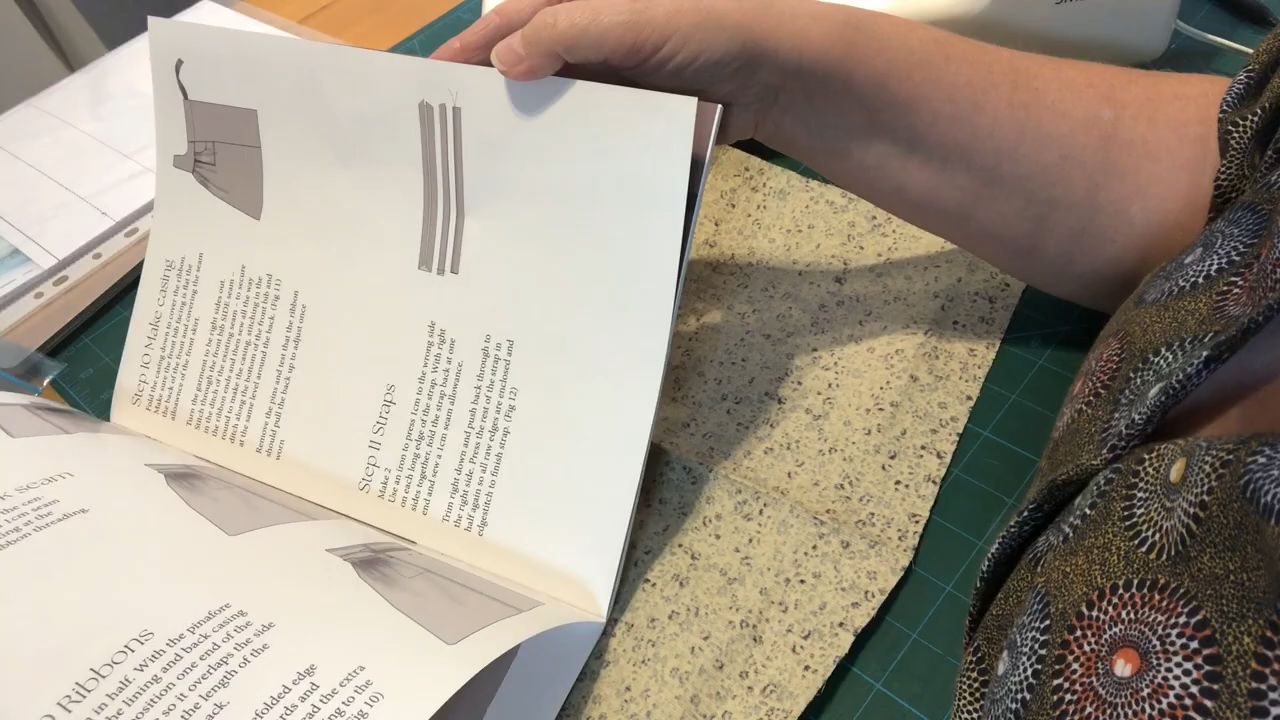 k seam
e cen
1cm seam
ing at the
bbon threading.
Ribbons
in half. With the pinafore
he lining and back casing
osition one end of the
so it overlaps the side
the length of the
ack.
efolded edge
rds and
ad the extra
ng to the
Fig 10)
Step 10 Make casing
Fold the casing down to cover the ribbon.
Make sure the front bib facing is flat the
the back of the front and covering the seam
allowance of the front skirt.
Turn the garment to be right sides out.
Stitch through the front bib SIDE seam –
in the ditch of the existing seam – to secure
the ribbon ends and then sew all the way
round to make the casing, stitching in the
ditch along the bottom of the front bib and
at the same level around the back. (Fig 11)
Remove the pins and test that the ribbon
should pull the back up to adjust once
worn
Step 11 Straps
Make 2
Use an iron to press 1cm to the wrong side
on each long edge of the strap. With right
sides together, fold the strap back at one
end and sew a 1cm seam allowance.
Trim right down and push back through to
the right side. Press the rest of the strap in
half again so all raw edges are enclosed and
edgestitch to finish strap. (Fig 12)